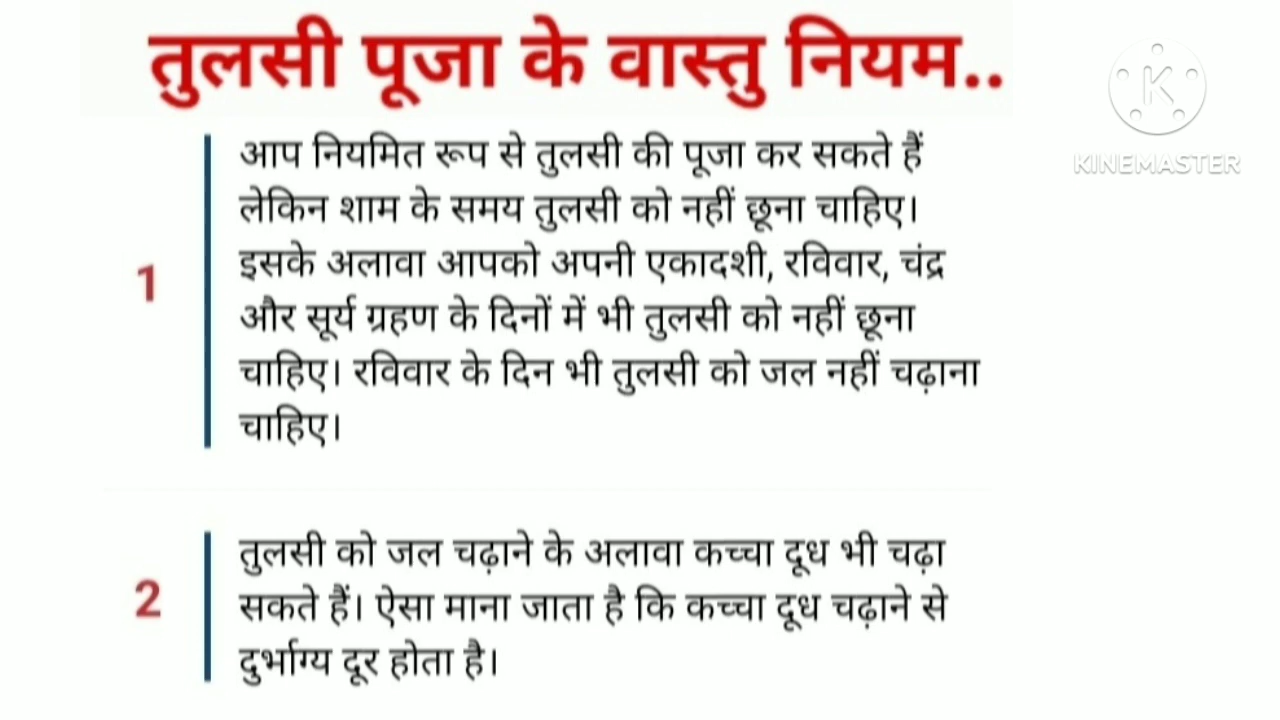 तुलसी पूजा के वास्तु नियम..
KINEMASTER
1
आप नियमित रूप से तुलसी की पूजा कर सकते हैं
लेकिन शाम के समय तुलसी को नहीं छूना चाहिए।
इसके अलावा आपको अपनी एकादशी, रविवार, चंद्र
और सूर्य ग्रहण के दिनों में भी तुलसी को नहीं छूना
चाहिए। रविवार के दिन भी तुलसी को जल नहीं चढ़ाना
चाहिए।
2
तुलसी को जल चढ़ाने के अलावा कच्चा दूध भी चढ़ा
सकते हैं। ऐसा माना जाता है कि कच्चा दूध चढ़ाने से
दुर्भाग्य दूर होता है।